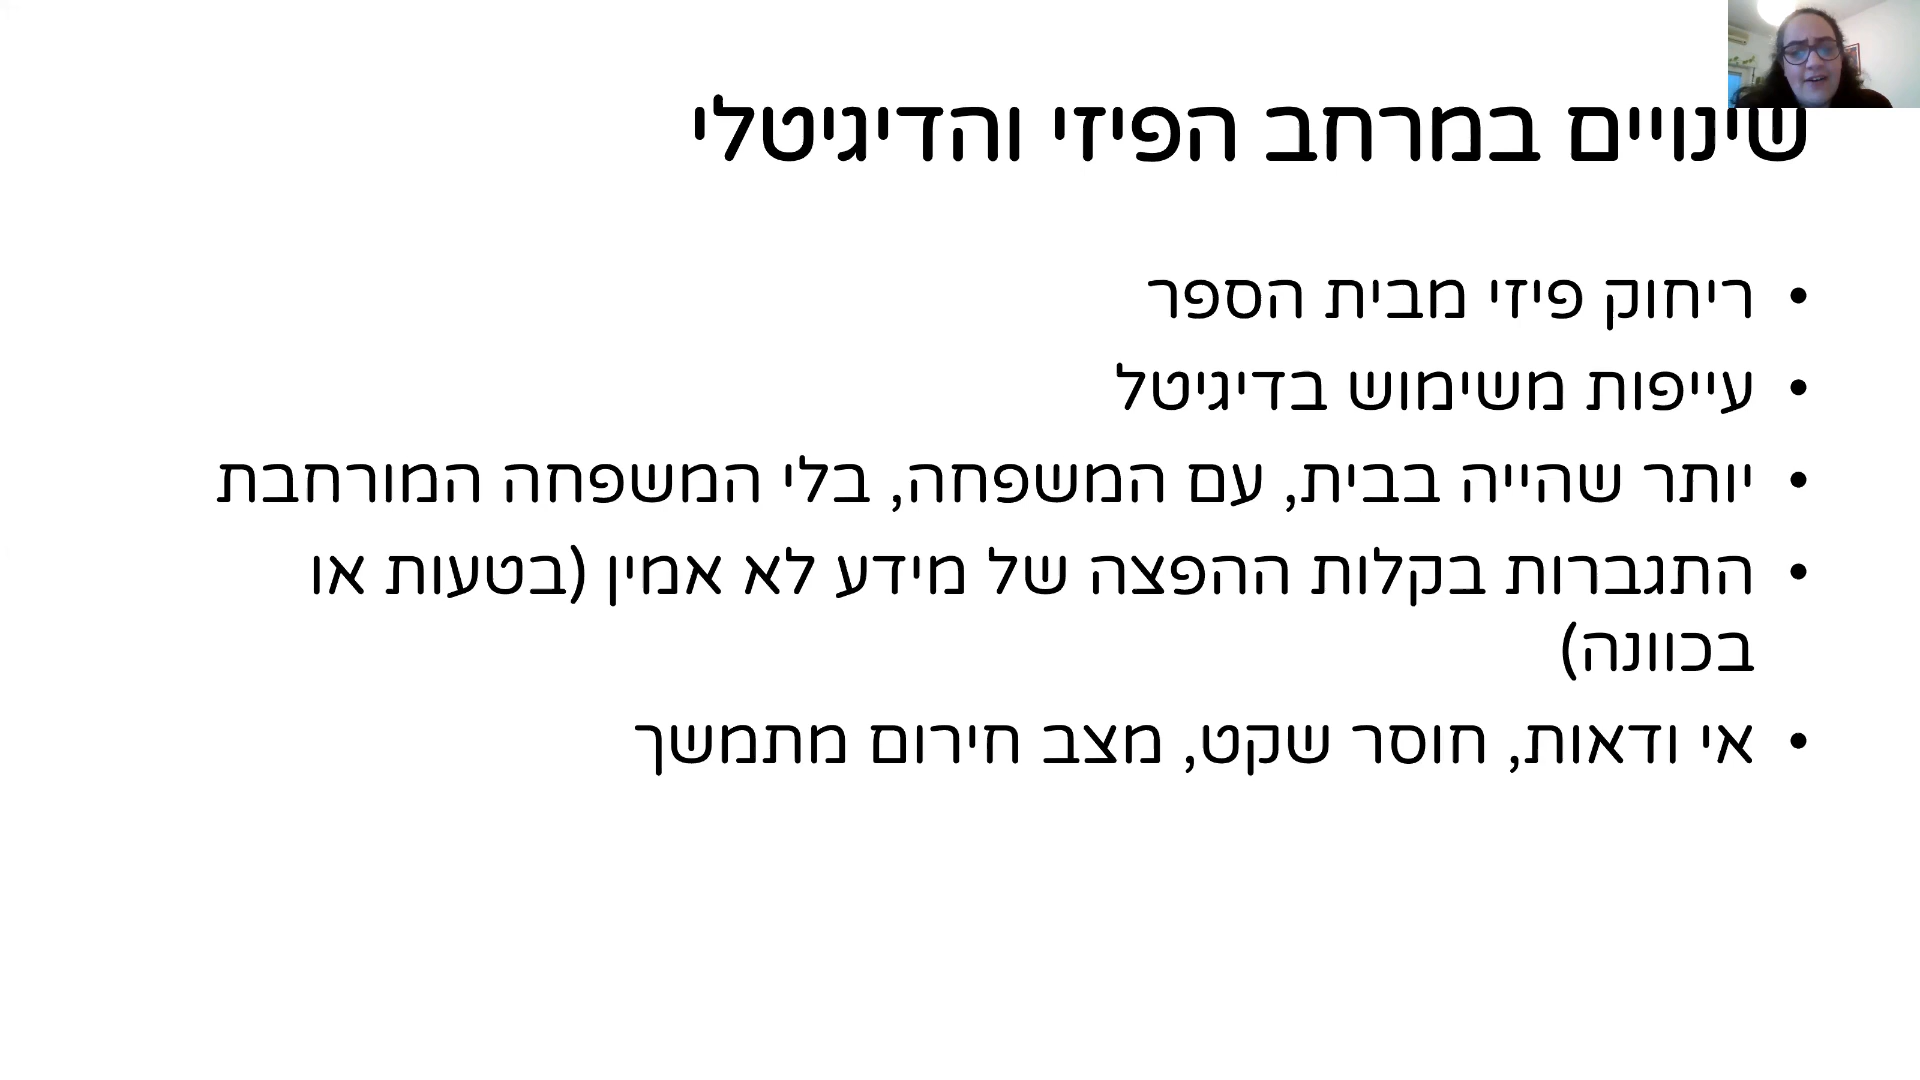 שינויים במרחב הפיזי והדיגיטלי
• ריחוק פיזי מבית הספר
• עייפות משימוש בדיגיטל
• יותר שהייה בבית, עם המשפחה, בלי המשפחה המורחבת
• התגברות בקלות ההפצה של מידע לא אמין (בטעות או
בכוונה)
• אי ודאות, חוסר שקט, מצב חירום מתמשך